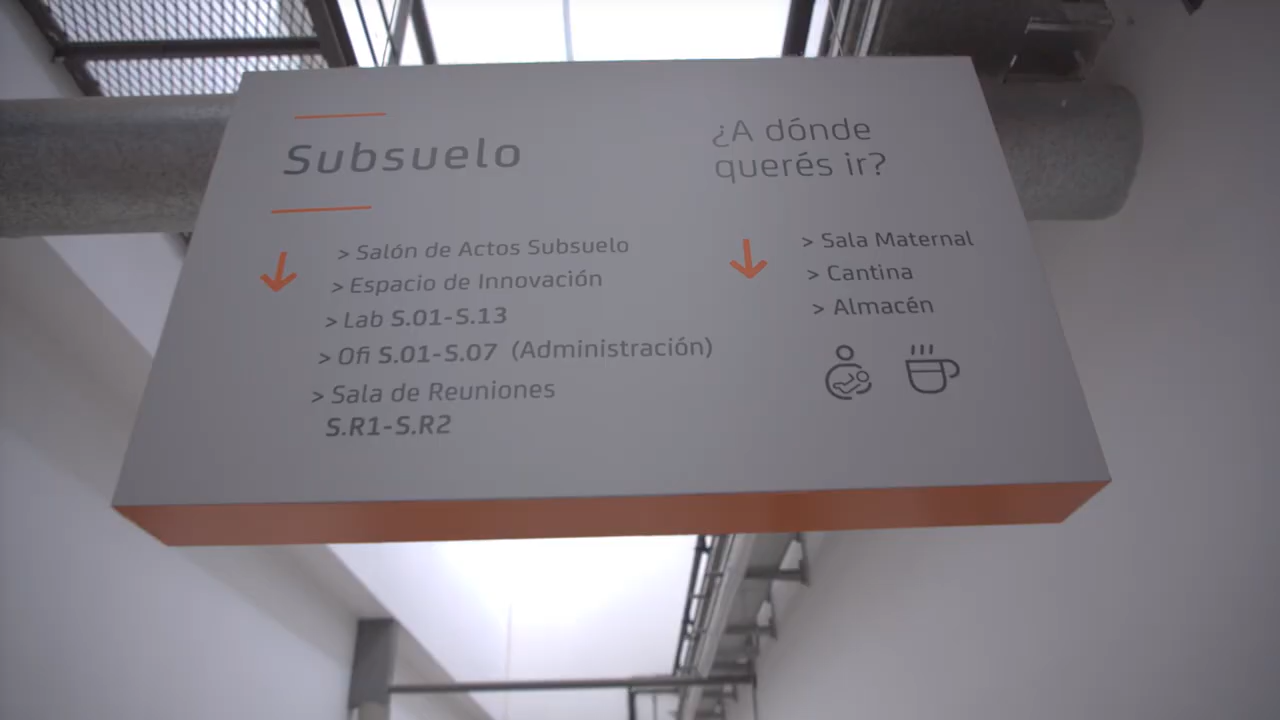 Subsuelo
> Salón de Actos Subsuelo
> Espacio de Innovación
> Lab S.01-S.13
> Ofi S.01-S.07 (Administración)
> Sala de Reuniones
S.R1-S.R2
¿A dónde
querés ir?
> Sala Maternal
> Cantina
> Almacén